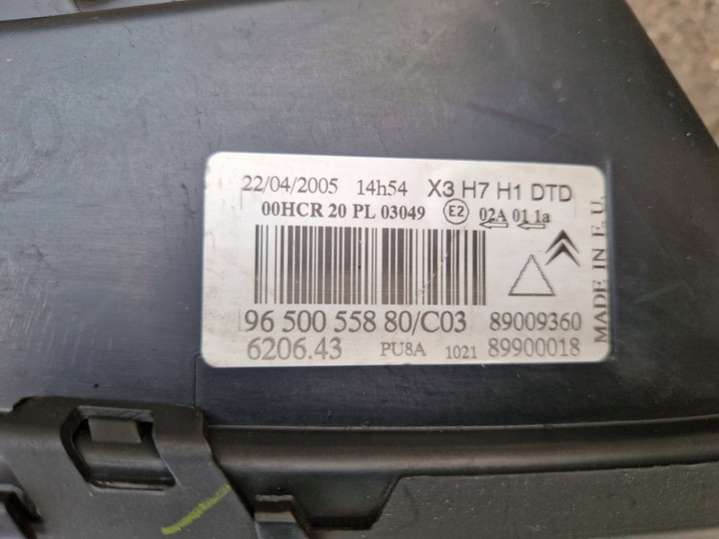 22/04/2005 14h54 X3 H7 H1 DTD
00HCR 20 PL 03049 E2 02A 01 1a
96 500 558 80/C03 89009360
6206.43 PU8A 1021 89900018
MADE IN E.U.